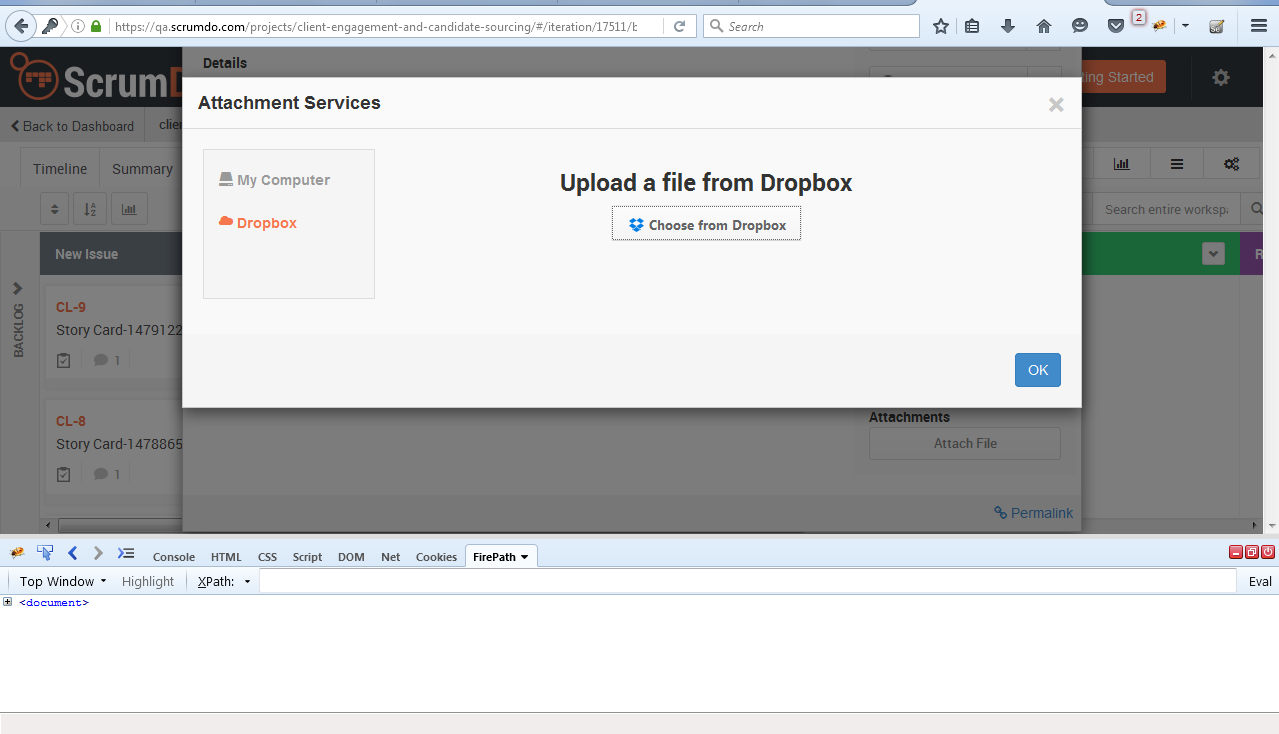 https://qa.scrumdo.com/projects/client-engagement-and-candidate-sourcing/#/iteration/17511/b
Search
2
Details
ScrumD
ting Started
Attachment Services
Back to Dashboard
clien
Timeline
Summary
My Computer
Dropbox
Upload a file from Dropbox
Choose from Dropbox
Search entire workspa
New Issue
R
BACKLOG
CL-9
Story Card-1479122
1
OK
CL-8
Story Card-1478865
1
Attachments
Attach File
Permalink
Console
HTML
CSS
Script
DOM
Net
Cookies
FirePath
Top Window
Highlight
XPath:
Eval
<document>